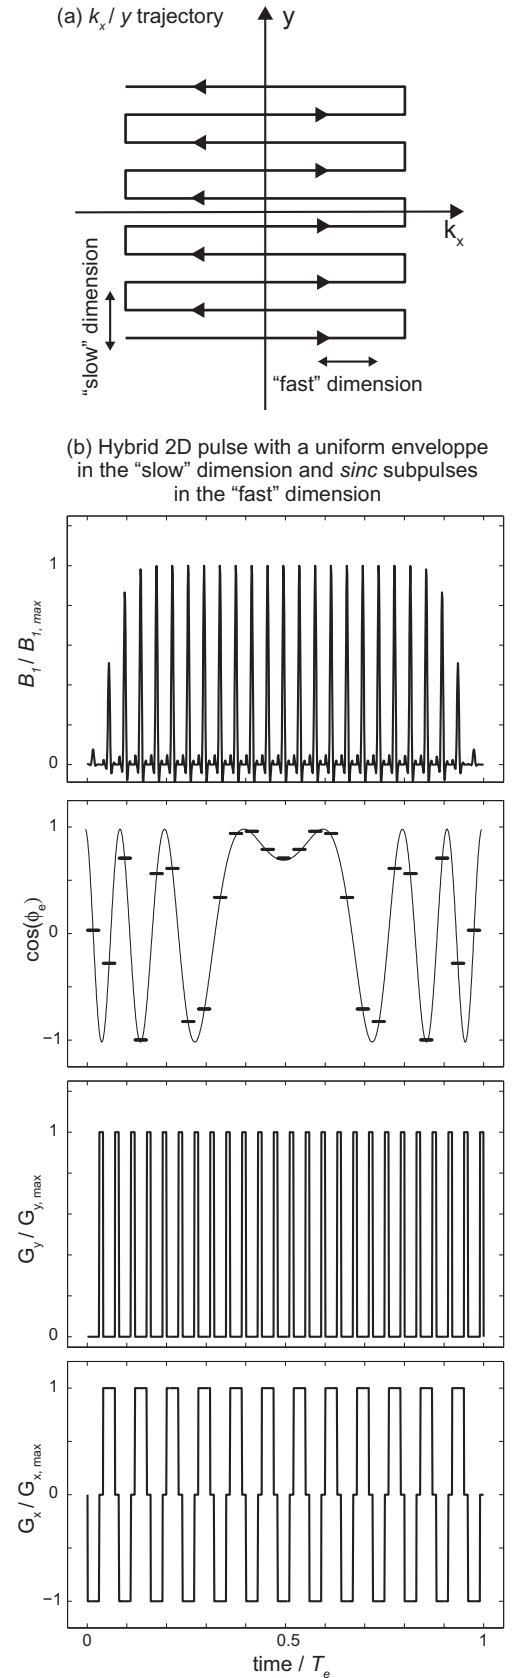 (a) kx / y trajectory
y
kx
"slow" dimension
"fast" dimension
(b) Hybrid 2D pulse with a uniform enveloppe
in the "slow" dimension and sinc subpulses
in the "fast" dimension
B1 / B1, max
1
0
cos(ϕe)
1
0
−1
Gy / Gy, max
1
0
Gx / Gx, max
1
0
−1
0
0.5
1
time / Te